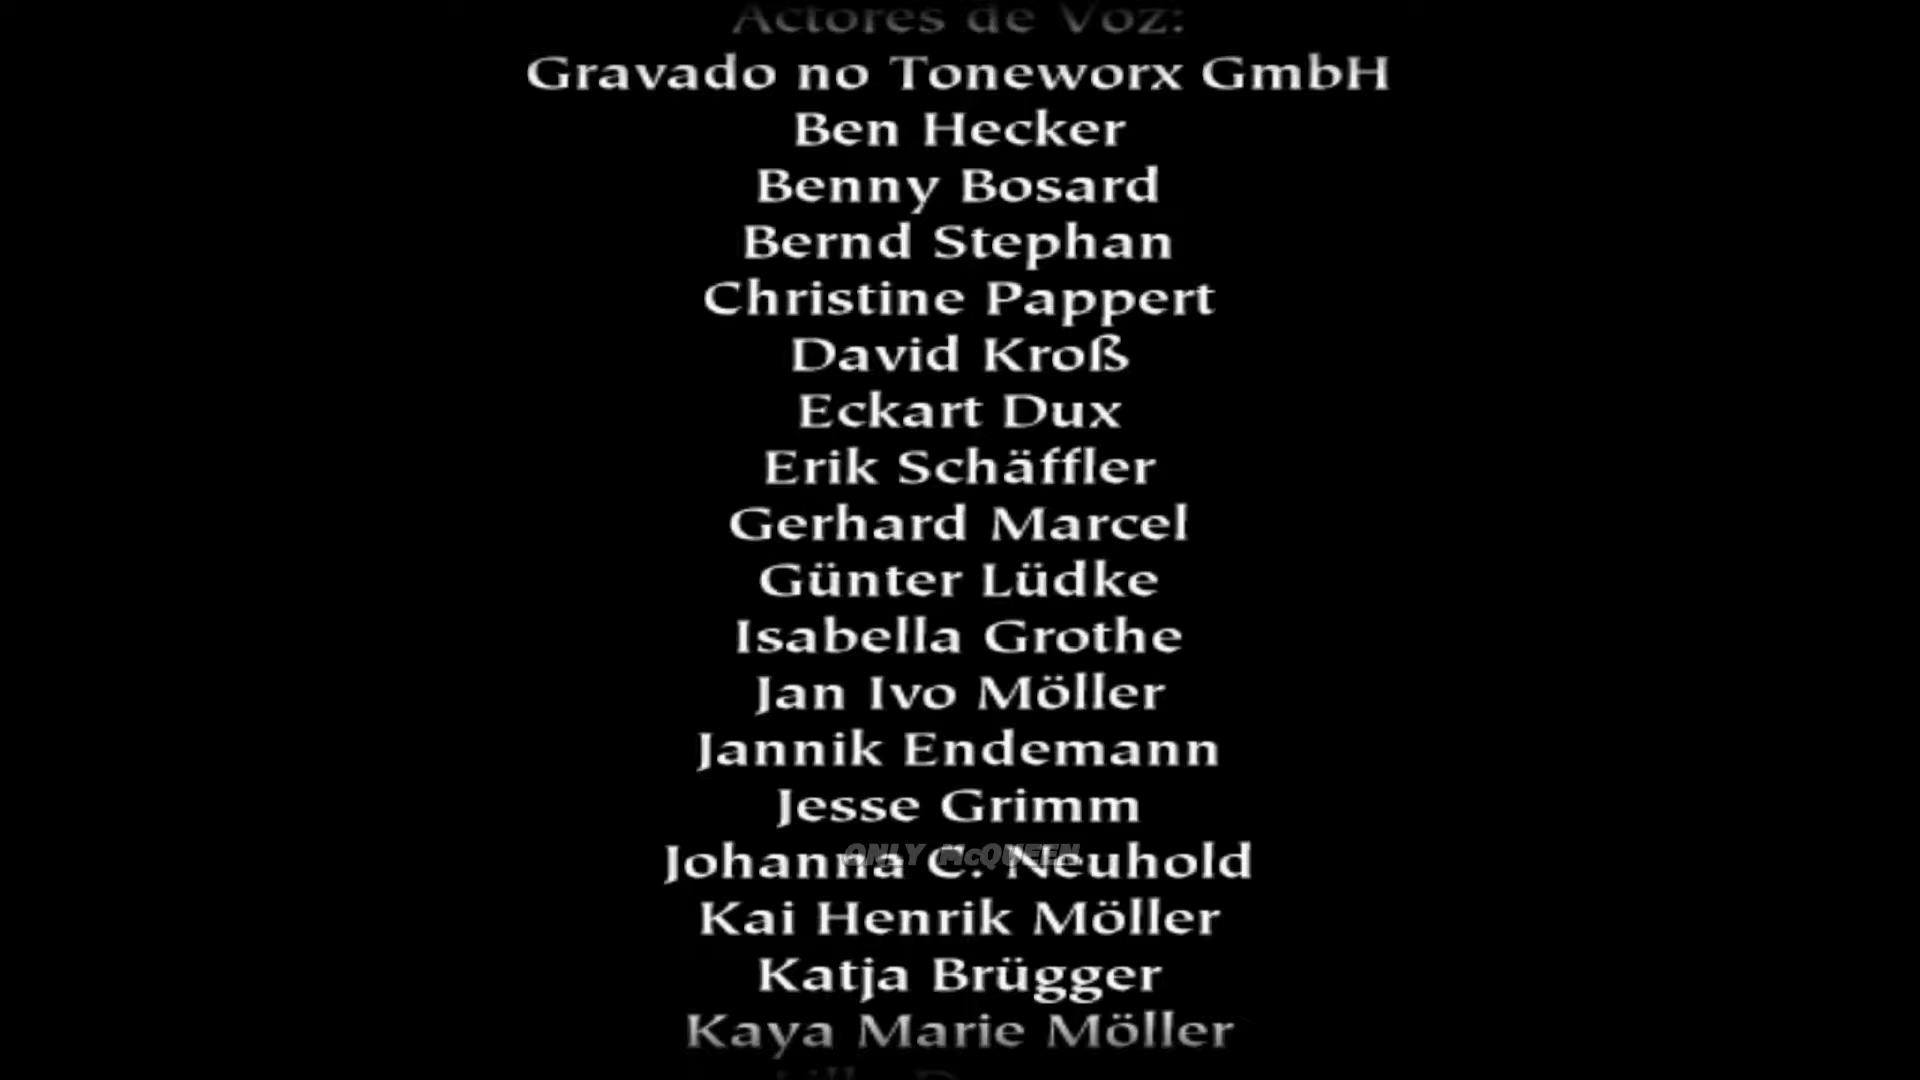 Actores de Voz:
Gravado no Toneworx GmbH
Ben Hecker
Benny Bosard
Bernd Stephan
Christine Pappert
David Kroß
Eckart Dux
Erik Schäffler
Gerhard Marcel
Günter Lüdke
Isabella Grothe
Jan Ivo Möller
Jannik Endemann
Jesse Grimm
Johanna C. Neuhold
ONLY McQUEEN
Kai Henrik Möller
Katja Brügger
Kaya Marie Möller